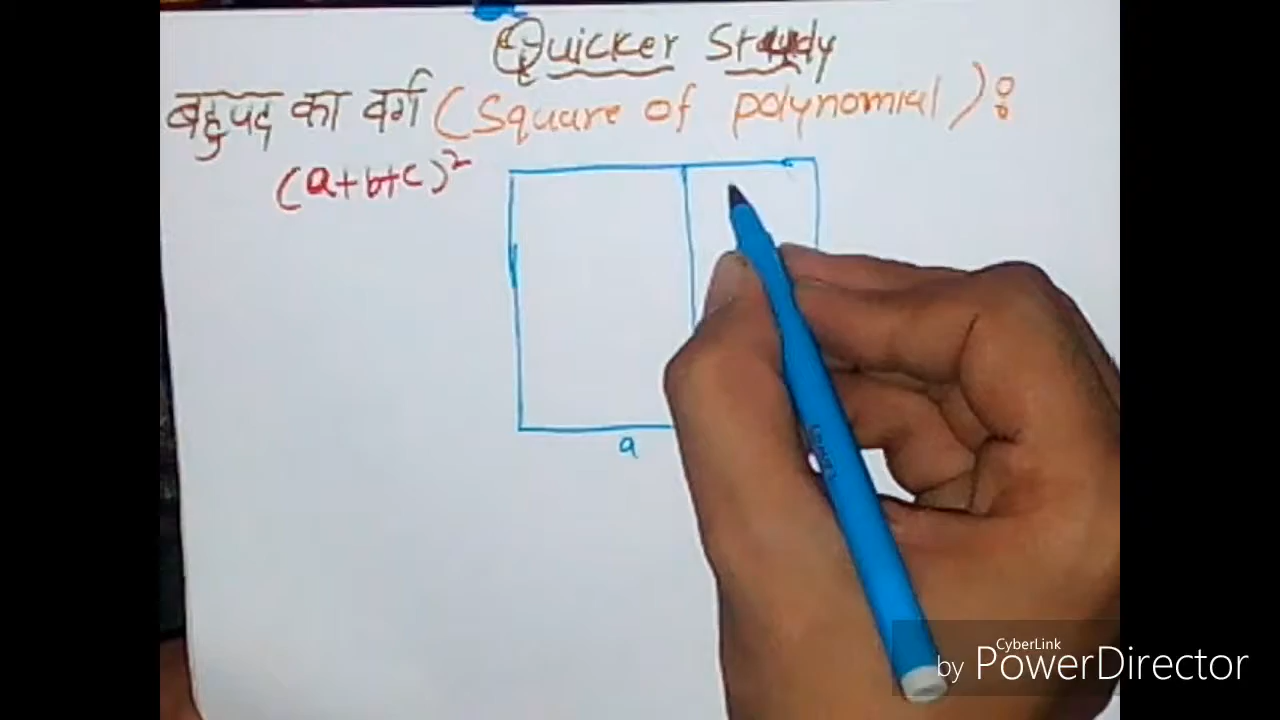 Quicker Study
बहुपद का वर्ग (Square of polynomial):
(a+b+c)²
a
CyberLink
by PowerDirector